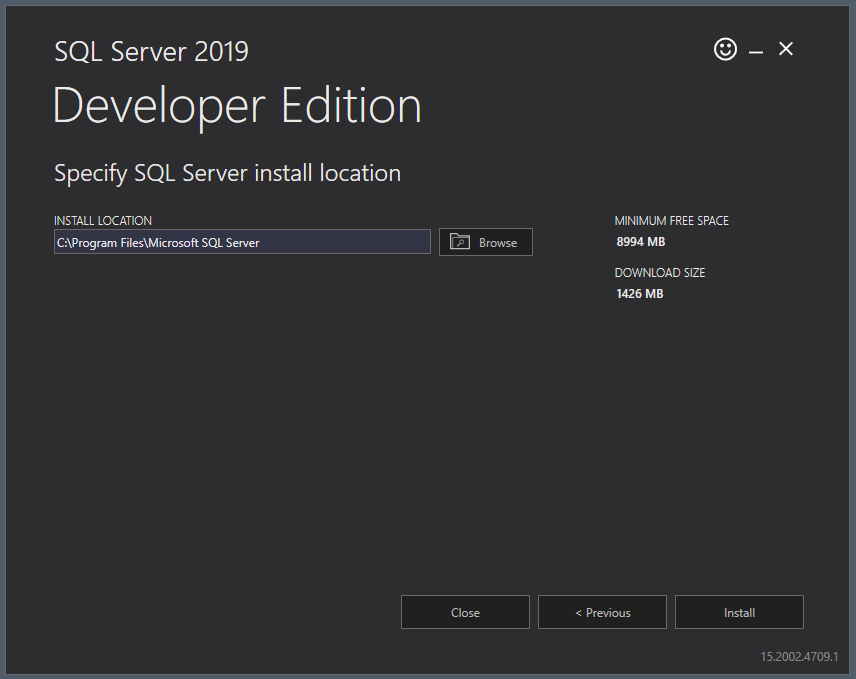 SQL Server 2019
Developer Edition
Specify SQL Server install location
INSTALL LOCATION
C:\Program Files\Microsoft SQL Server
Browse
MINIMUM FREE SPACE
8994 MB
DOWNLOAD SIZE
1426 MB
Close
< Previous
Install
15.2002.4709.1